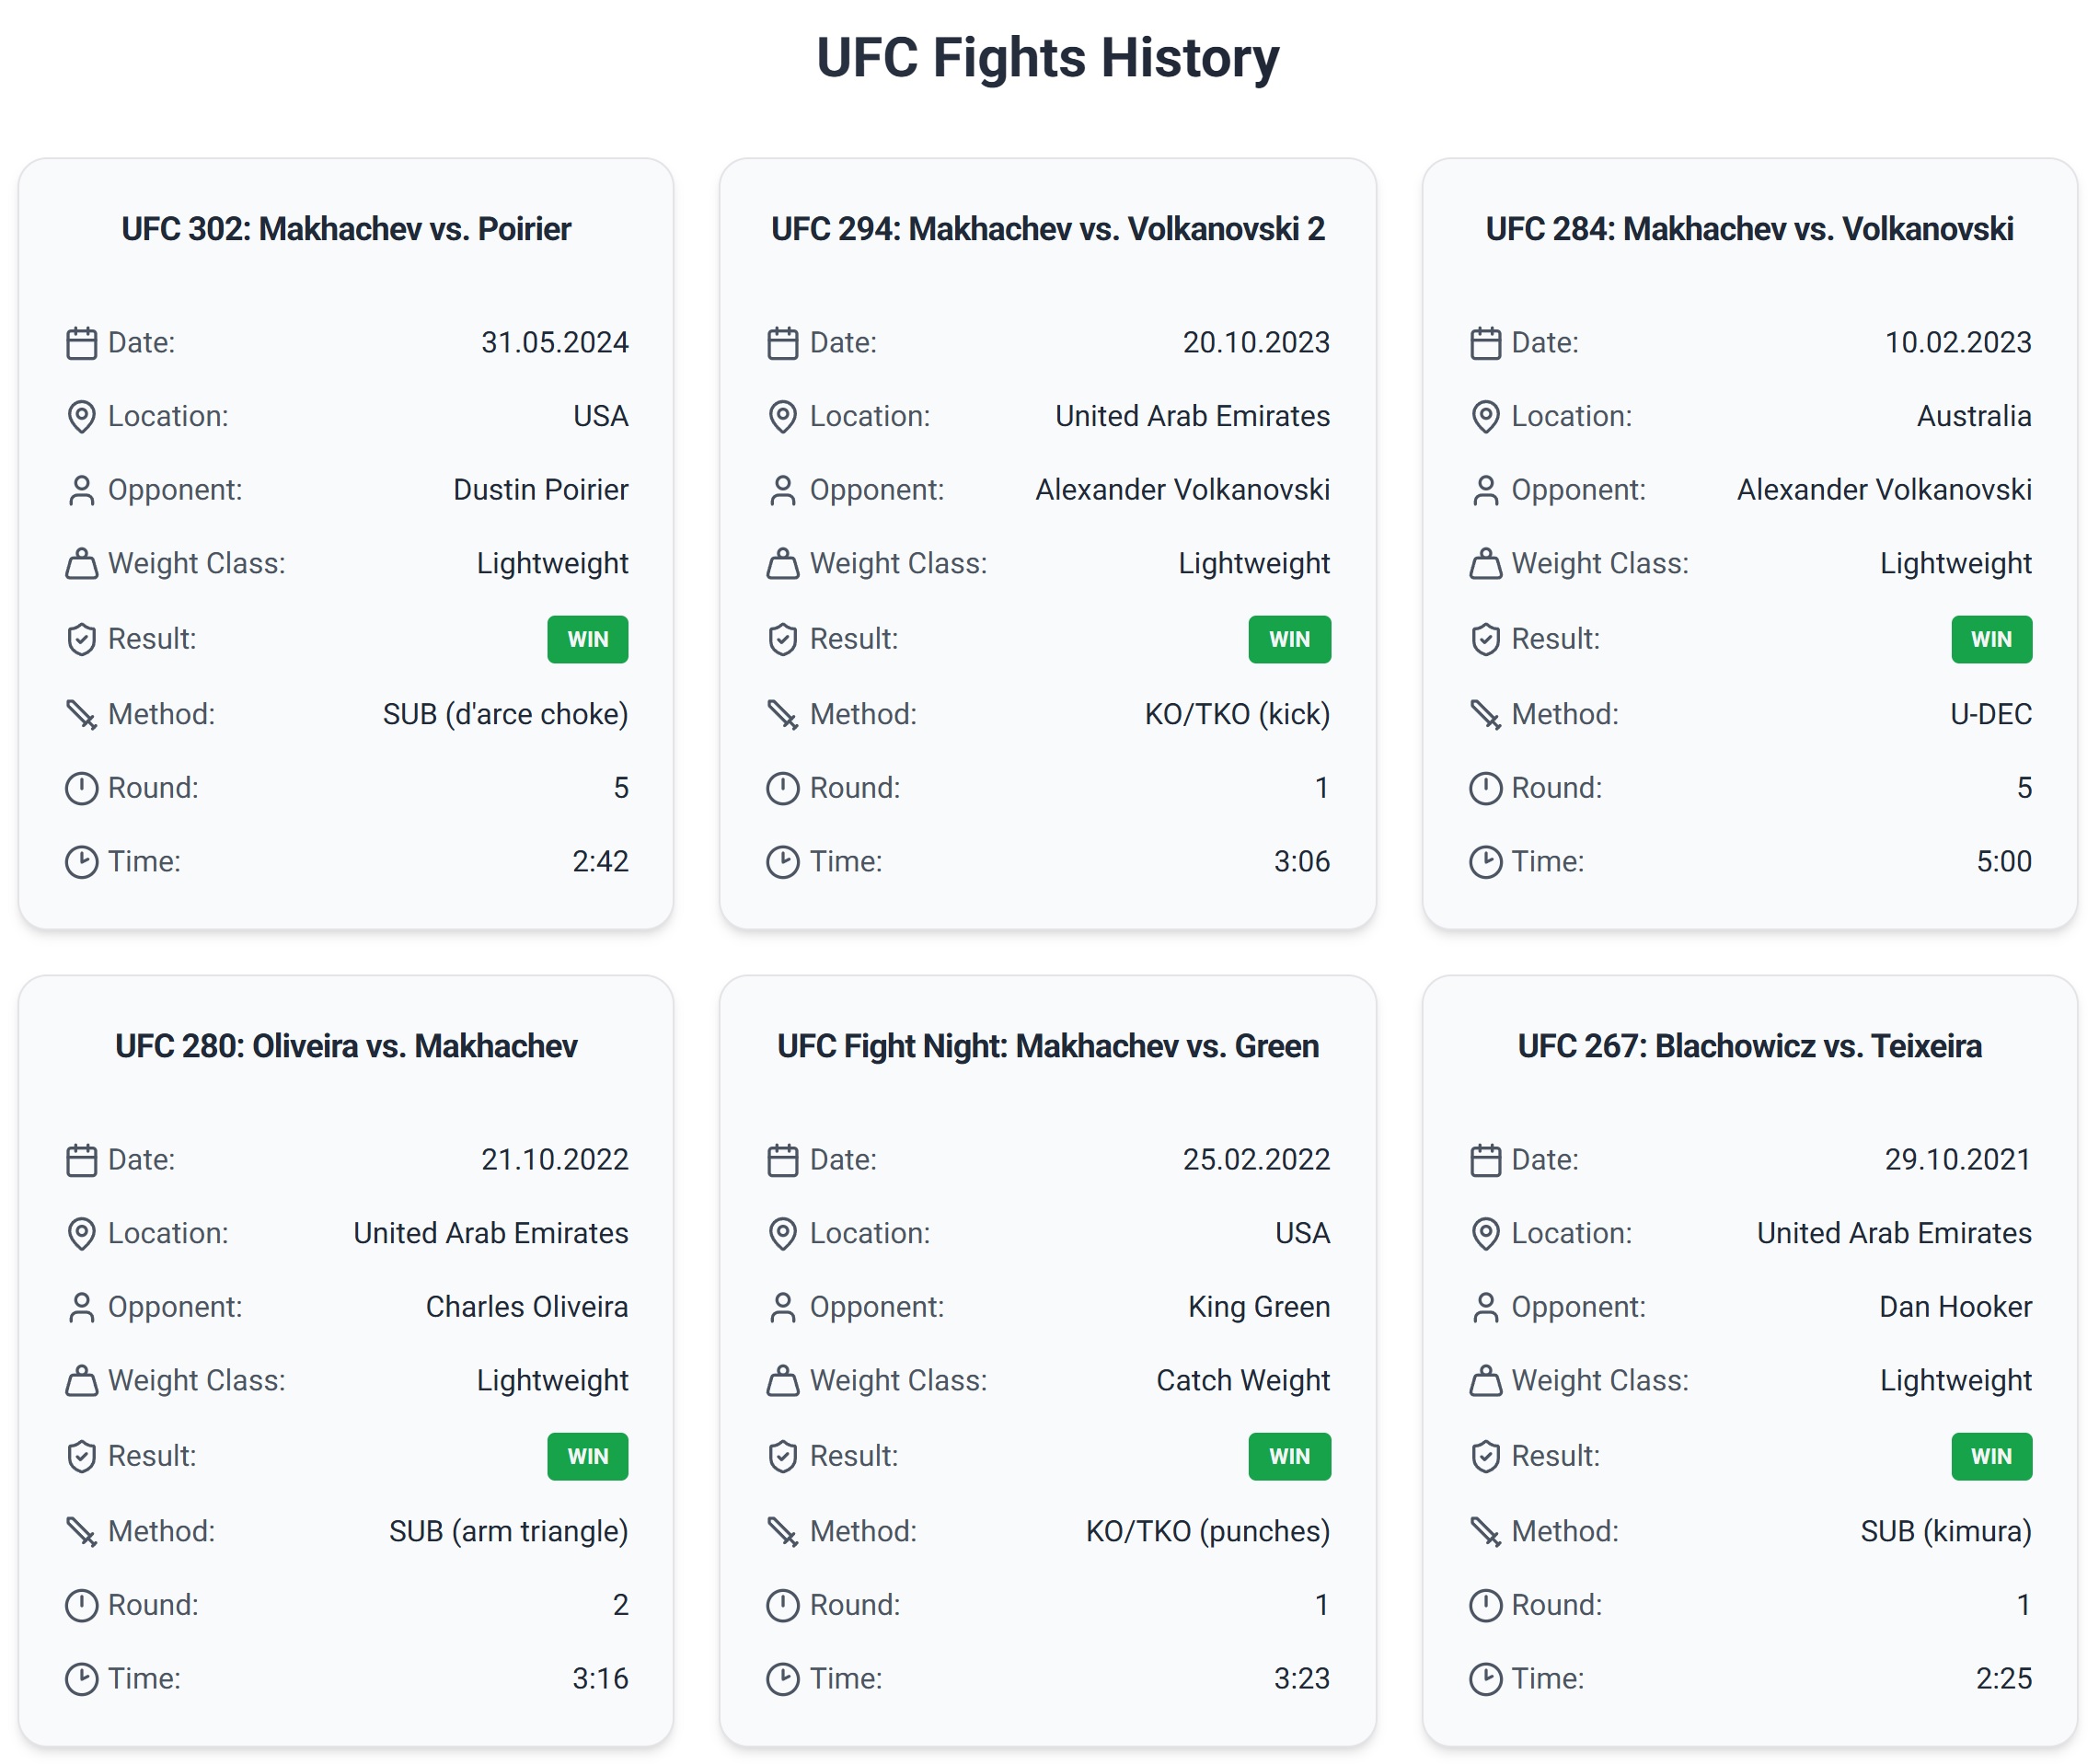 UFC Fights History
UFC 302: Makhachev vs. Poirier
Date: 31.05.2024
Location: USA
Opponent: Dustin Poirier
Weight Class: Lightweight
Result: WIN
Method: SUB (d'arce choke)
Round: 5
Time: 2:42
UFC 294: Makhachev vs. Volkanovski 2
Date: 20.10.2023
Location: United Arab Emirates
Opponent: Alexander Volkanovski
Weight Class: Lightweight
Result: WIN
Method: KO/TKO (kick)
Round: 1
Time: 3:06
UFC 284: Makhachev vs. Volkanovski
Date: 10.02.2023
Location: Australia
Opponent: Alexander Volkanovski
Weight Class: Lightweight
Result: WIN
Method: U-DEC
Round: 5
Time: 5:00
UFC 280: Oliveira vs. Makhachev
Date: 21.10.2022
Location: United Arab Emirates
Opponent: Charles Oliveira
Weight Class: Lightweight
Result: WIN
Method: SUB (arm triangle)
Round: 2
Time: 3:16
UFC Fight Night: Makhachev vs. Green
Date: 25.02.2022
Location: USA
Opponent: King Green
Weight Class: Catch Weight
Result: WIN
Method: KO/TKO (punches)
Round: 1
Time: 3:23
UFC 267: Blachowicz vs. Teixeira
Date: 29.10.2021
Location: United Arab Emirates
Opponent: Dan Hooker
Weight Class: Lightweight
Result: WIN
Method: SUB (kimura)
Round: 1
Time: 2:25